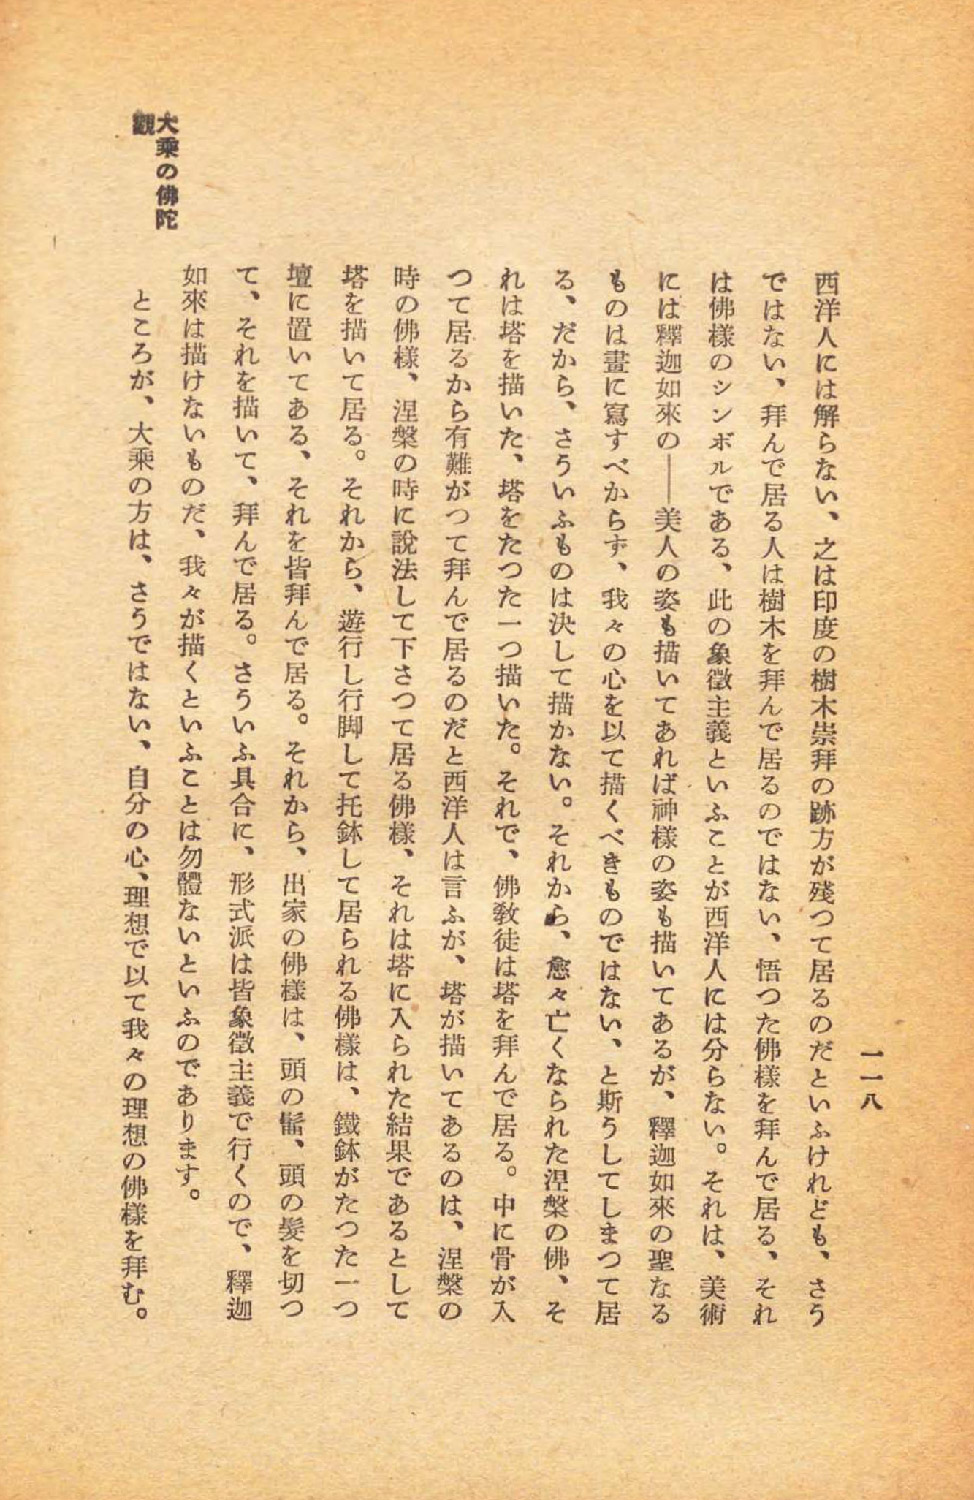 一一八
西洋人には解らない、之は印度の樹木崇拜の跡方が殘つて居るのだといふけれども、さう
ではない、拜んで居る人は樹木を拜んで居るのではない、悟つた佛樣を拜んで居る、それ
は佛樣のシンボルである、此の象徵主義といふことが西洋人には分らない。それは、美術
には釋迦如來の――美人の姿も描いてあれば神樣の姿も描いてあるが、釋迦如來の聖なる
ものは畫に寫すべからず、我々の心を以て描くべきものではない、と斯うしてしまつて居
る、だから、さういふものは決して描かない。それから、愈々亡くなられた涅槃の佛、そ
れは塔を描いた、塔をたつた一つ描いた。それで、佛敎徒は塔を拜んで居る。中に骨が入
つて居るから有難がつて拜んで居るのだと西洋人は言ふが、塔が描いてあるのは、涅槃の
時の佛樣、涅槃の時に說法して下さつて居る佛樣、それは塔に入られた結果であるとして
塔を描いて居る。それから、遊行し行脚して托鉢して居られる佛樣は、鐵鉢がたつた一つ
壇に置いてある、それを皆拜んで居る。それから、出家の佛樣は、頭の髻、頭の髮を切つ
て、それを描いて、拜んで居る。さういふ具合に、形式派は皆象徵主義で行くので、釋迦
如來は描けないものだ、我々が描くといふことは勿體ないといふのであります。
ところが、大乘の方は、さうではない、自分の心、理想で以て我々の理想の佛樣を拜む。
大乘の佛陀
觀